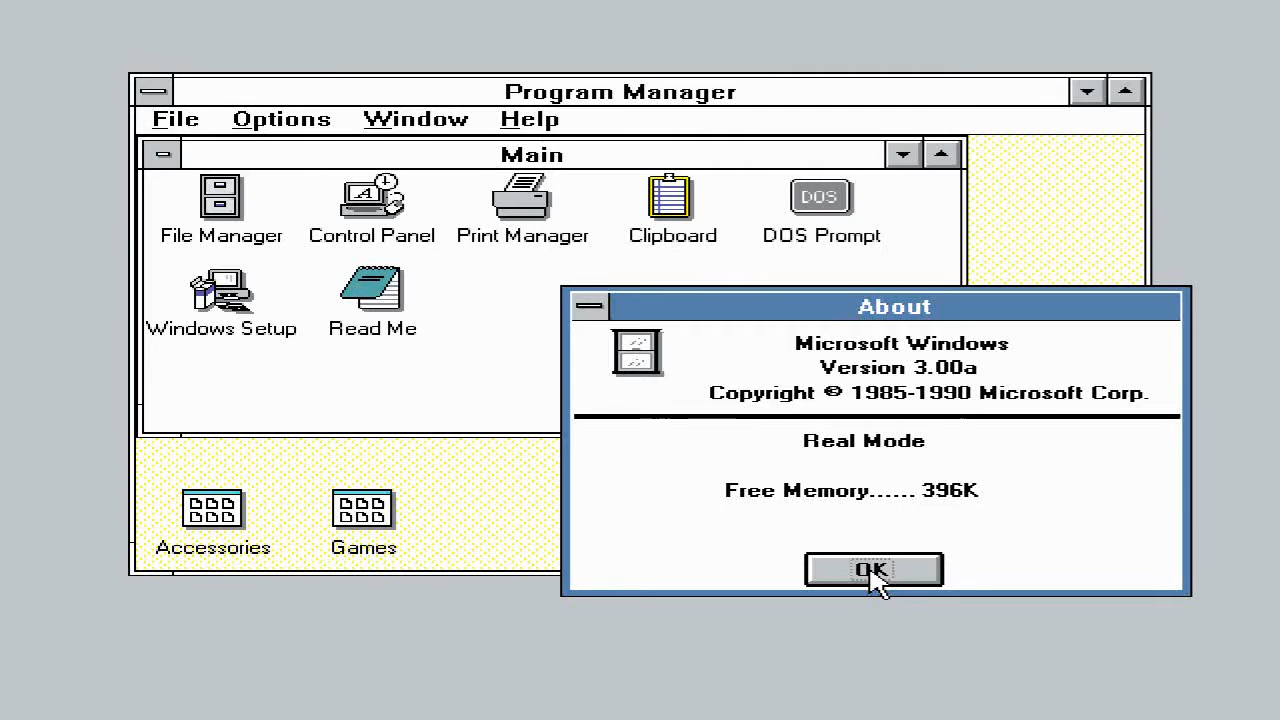 Program Manager
File Options Window Help
Main
File Manager Control Panel Print Manager Clipboard DOS DOS Prompt
Windows Setup Read Me
About
Microsoft Windows
Version 3.00a
Copyright © 1985-1990 Microsoft Corp.
Real Mode
Free Memory...... 396K
OK
Accessories Games